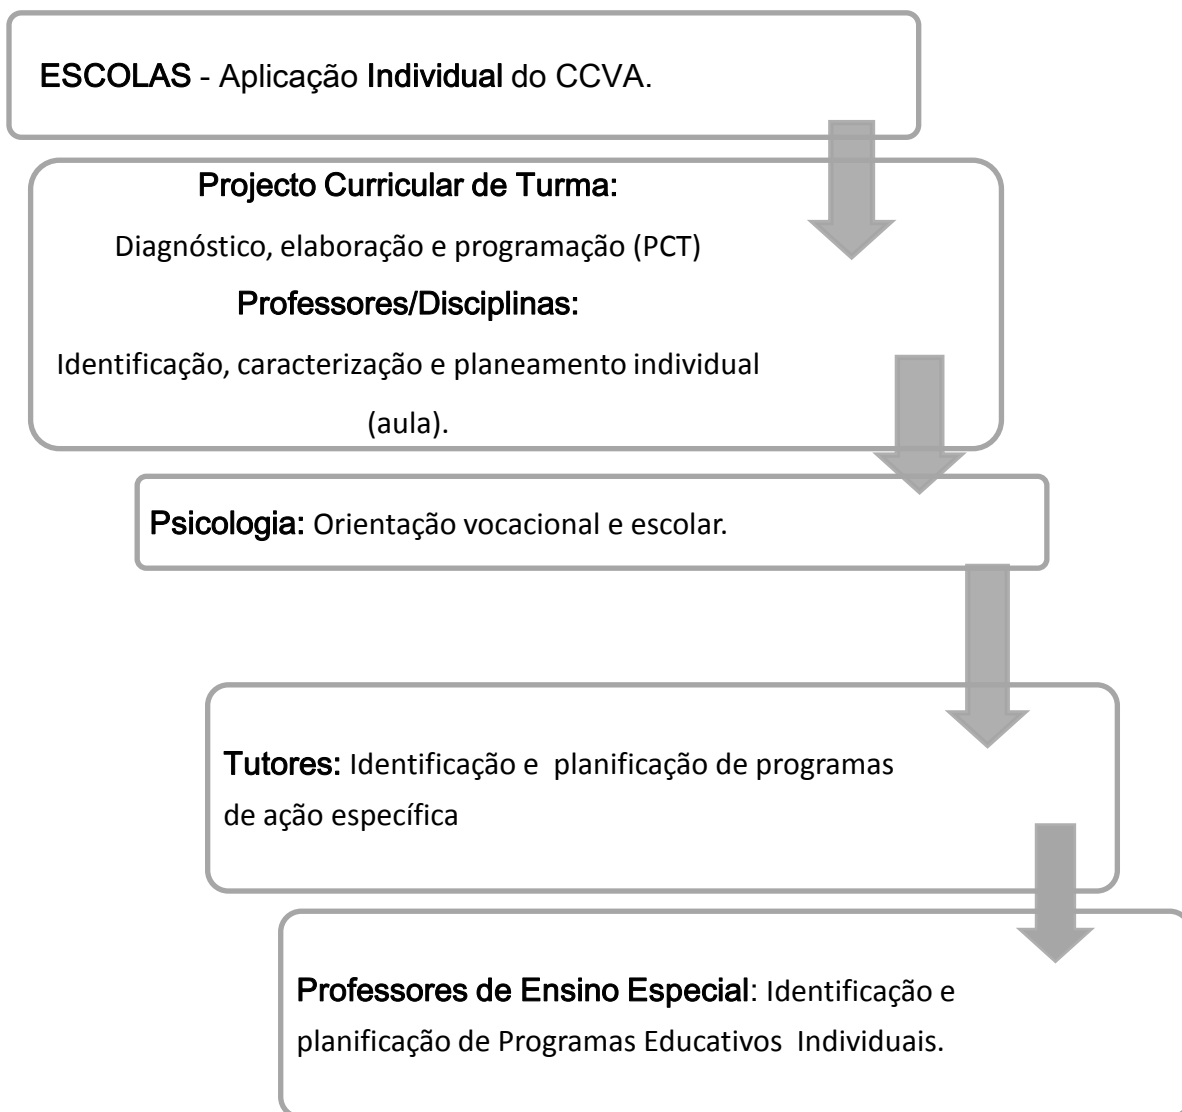 ESCOLAS - Aplicação Individual do CCVA.
Projecto Curricular de Turma:
Diagnóstico, elaboração e programação (PCT)
Professores/Disciplinas:
Identificação, caracterização e planeamento individual
(aula).
Psicologia: Orientação vocacional e escolar.
Tutores: Identificação e planificação de programas
de ação específica
Professores de Ensino Especial: Identificação e
planificação de Programas Educativos Individuais.